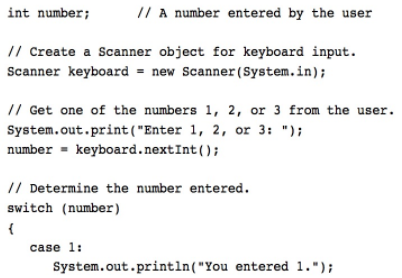 int number;      // A number entered by the user
// Create a Scanner object for keyboard input.
Scanner keyboard = new Scanner(System.in);
// Get one of the numbers 1, 2, or 3 from the user.
System.out.print("Enter 1, 2, or 3: ");
number = keyboard.nextInt();
// Determine the number entered.
switch (number)
{
   case 1:
      System.out.println("You entered 1.");